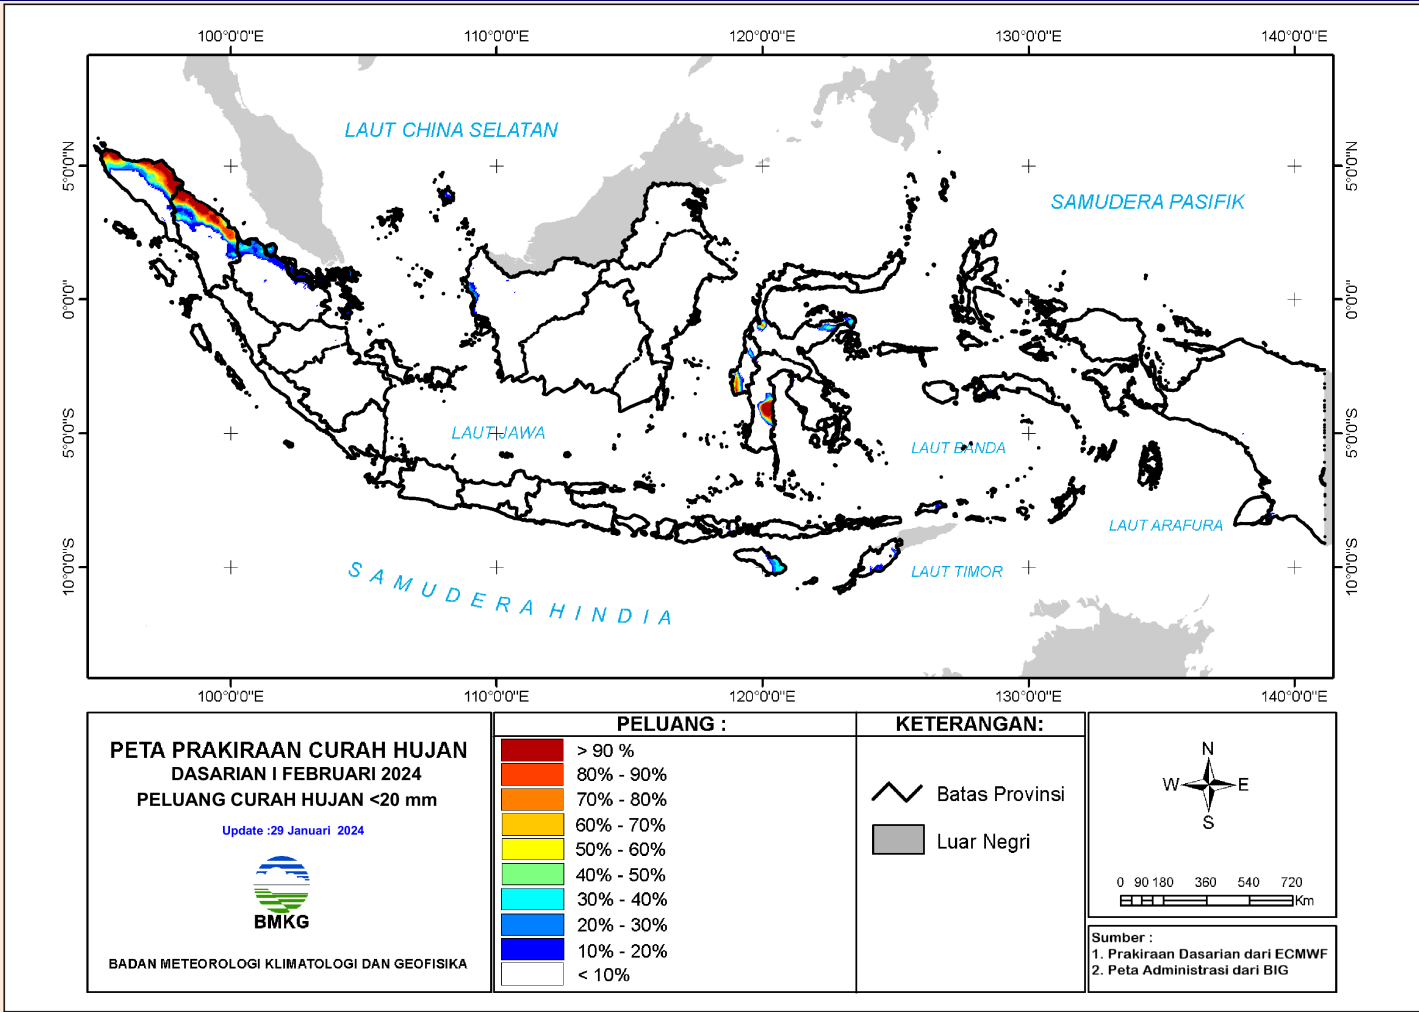 100°0'0"E 110°0'0"E 120°0'0"E 130°0'0"E 140°0'0"E
5°0'0"N
0°0'0"
5°0'0"S
10°0'0"S
LAUT CHINA SELATAN
SAMUDERA PASIFIK
LAUT JAWA
LAUT BANDA
LAUT ARAFURA
LAUT TIMOR
SAMUDERA HINDIA
5°0'0"N
0°0'0"
5°0'0"S
10°0'0"S
100°0'0"E 110°0'0"E 120°0'0"E 130°0'0"E 140°0'0"E
PETA PRAKIRAAN CURAH HUJAN
DASARIAN I FEBRUARI 2024
PELUANG CURAH HUJAN <20 mm
Update :29 Januari 2024
BMKG
BADAN METEOROLOGI KLIMATOLOGI DAN GEOFISIKA
PELUANG :
> 90 %
80% - 90%
70% - 80%
60% - 70%
50% - 60%
40% - 50%
30% - 40%
20% - 30%
10% - 20%
< 10%
KETERANGAN:
Batas Provinsi
Luar Negri
N
W E
S
0 90 180 360 540 720
Km
Sumber :
1. Prakiraan Dasarian dari ECMWF
2. Peta Administrasi dari BIG